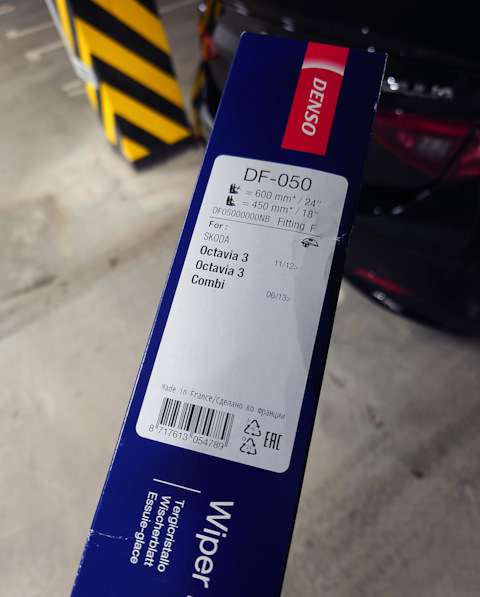 DENSO
DF-050
= 600 mm* / 24"
= 450 mm* / 18"
DF05000000NB Fitting F
For :
SKODA
Octavia 3 11/12>
Octavia 3
Combi 06/13>
Made in France/Сделано во Франции
8 717613 054789
EAC
Wiper
Tergicristallo
Wischerblatt
Essuie-glace